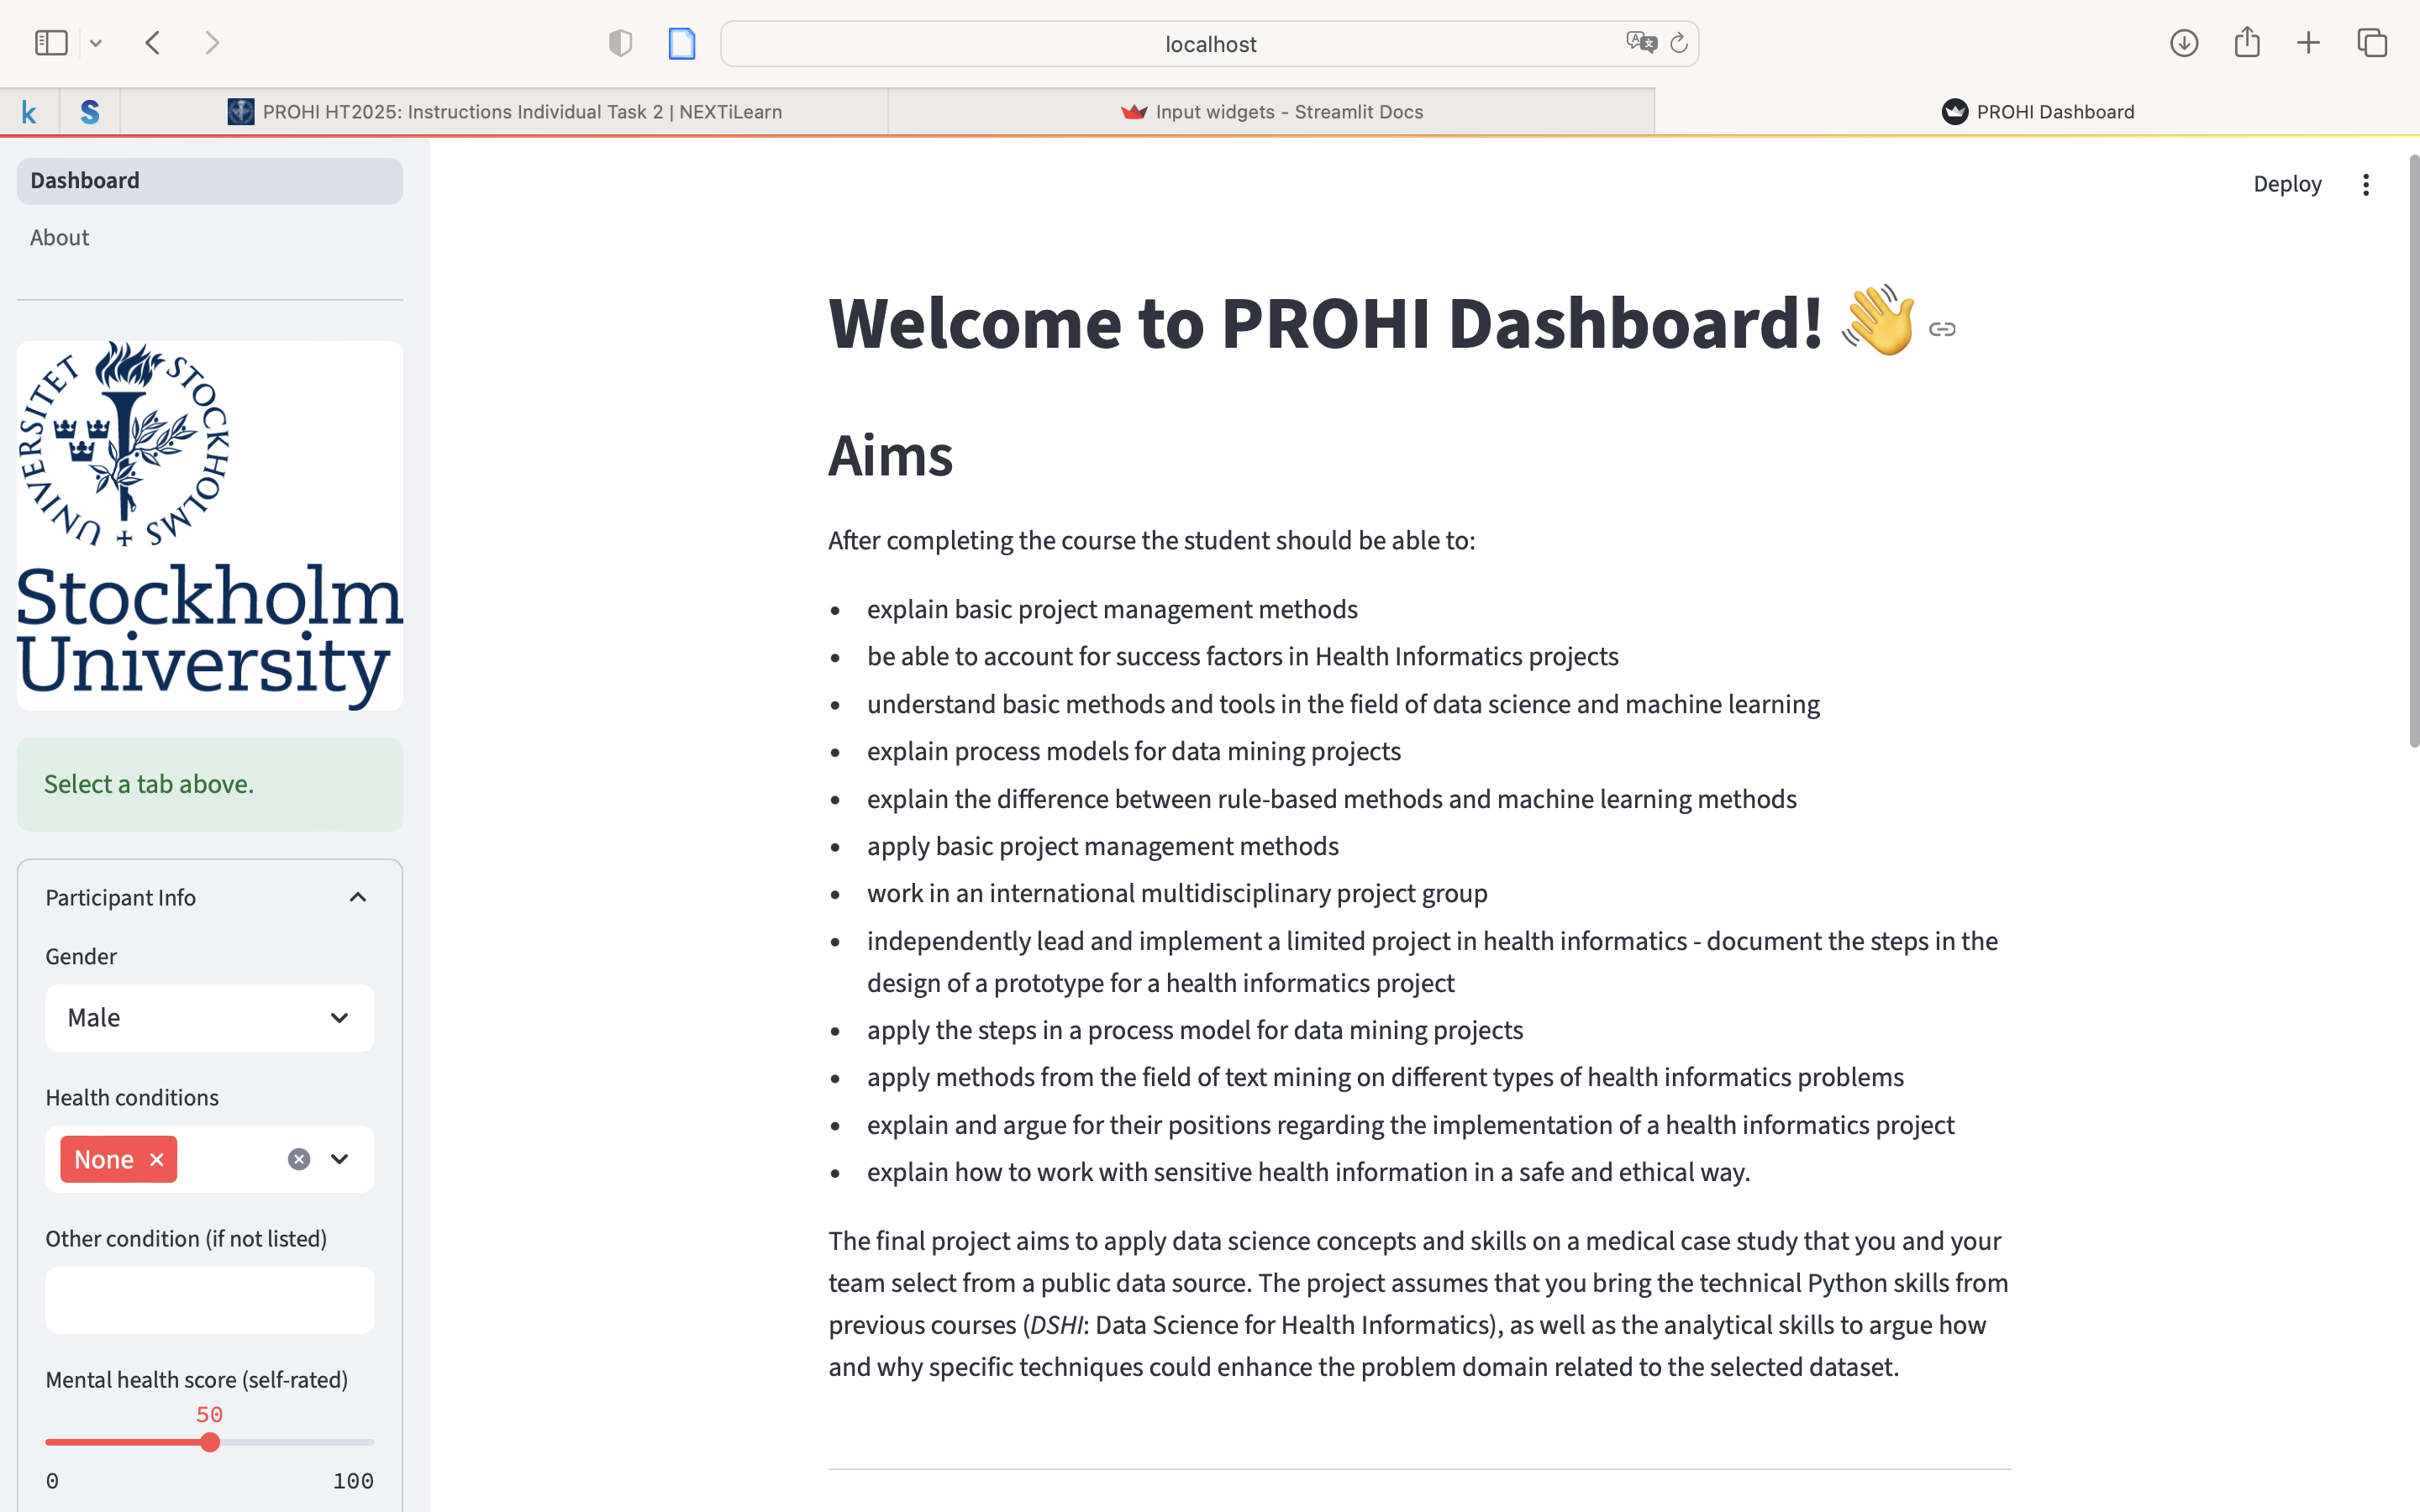 localhost
k
S
PROHI HT2025: Instructions Individual Task 2 | NEXTiLearn
Input widgets - Streamlit Docs
PROHI Dashboard
Dashboard
About
STOCKHOLMS UNIVERSITET
Stockholm
University
Select a tab above.
Participant Info
Gender
Male
Health conditions
None
Other condition (if not listed)
Mental health score (self-rated)
50
0
100
Deploy
Welcome to PROHI Dashboard! 👋
Aims
After completing the course the student should be able to:
• explain basic project management methods
• be able to account for success factors in Health Informatics projects
• understand basic methods and tools in the field of data science and machine learning
• explain process models for data mining projects
• explain the difference between rule-based methods and machine learning methods
• apply basic project management methods
• work in an international multidisciplinary project group
• independently lead and implement a limited project in health informatics - document the steps in the
design of a prototype for a health informatics project
• apply the steps in a process model for data mining projects
• apply methods from the field of text mining on different types of health informatics problems
• explain and argue for their positions regarding the implementation of a health informatics project
• explain how to work with sensitive health information in a safe and ethical way.
The final project aims to apply data science concepts and skills on a medical case study that you and your
team select from a public data source. The project assumes that you bring the technical Python skills from
previous courses (DSHI: Data Science for Health Informatics), as well as the analytical skills to argue how
and why specific techniques could enhance the problem domain related to the selected dataset.